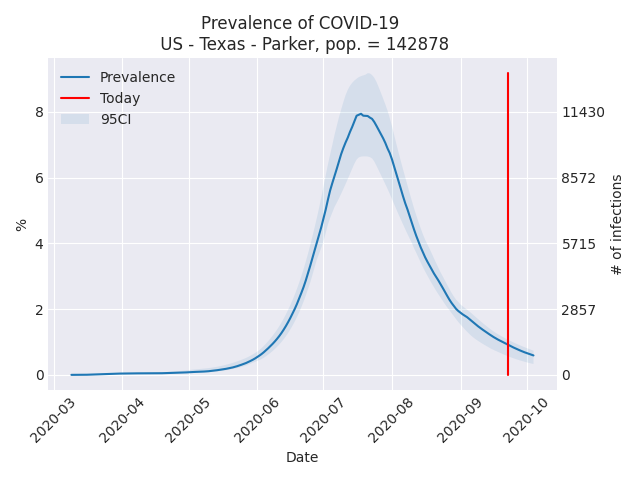 Prevalence of COVID-19
US - Texas - Parker, pop. = 142878
Prevalence
Today
95CI
%
8
6
4
2
0
11430
8572
5715
2857
0
# of infections
2020-03
2020-04
2020-05
2020-06
2020-07
2020-08
2020-09
2020-10
Date